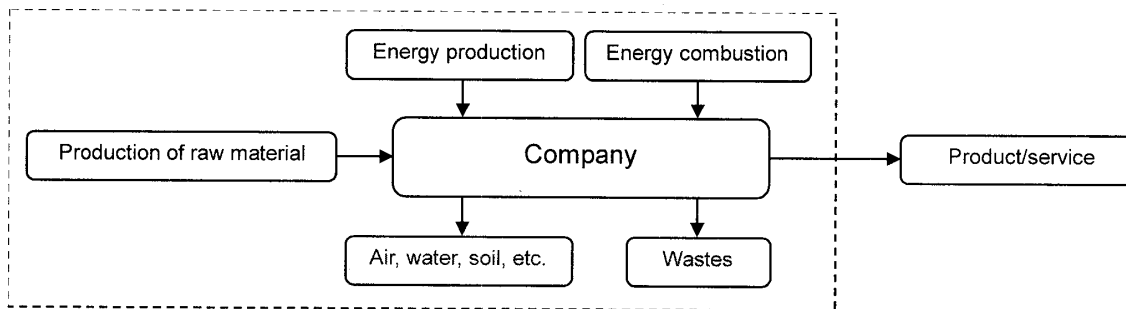 Energy production
Energy combustion
Production of raw material
Company
Product/service
Air, water, soil, etc.
Wastes